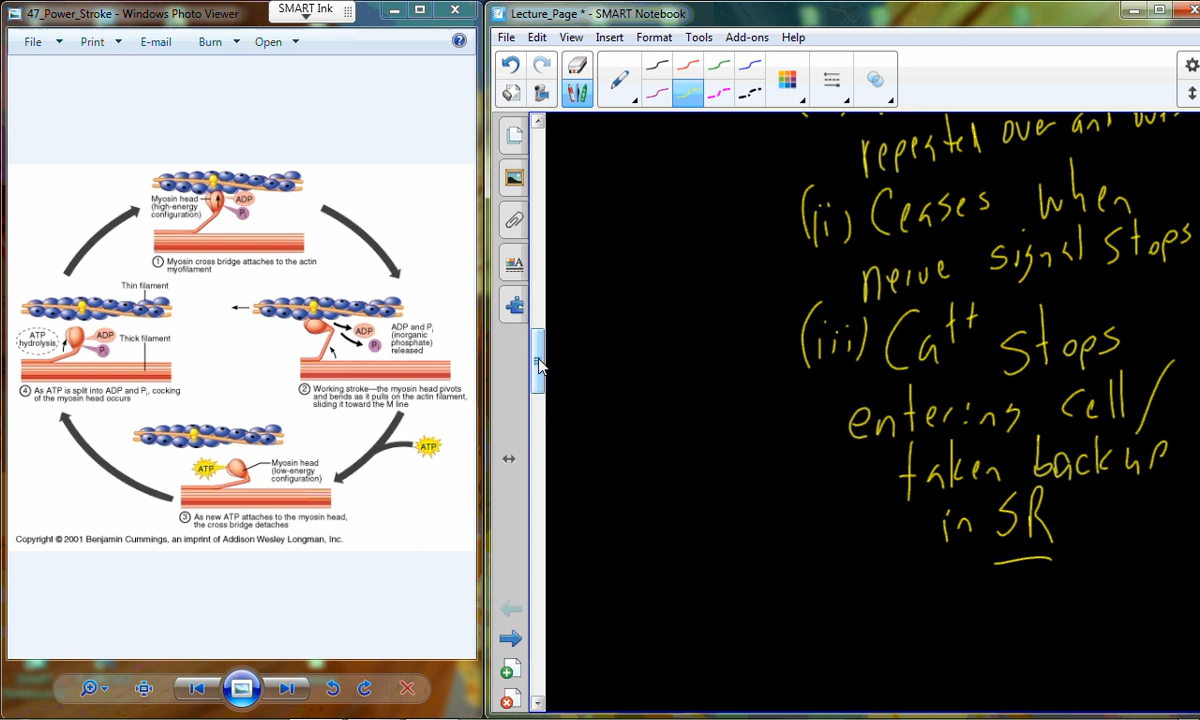 47_Power_Stroke - Windows Photo Viewer
SMART Ink
File Print E-mail Burn Open
Myosin head
(high-energy
configuration)
ADP
Pi
① Myosin cross bridge attaches to the actin
myofilament
Thin filament
ATP
hydrolysis
ADP
Pi
Thick filament
④ As ATP is split into ADP and Pi, cocking
of the myosin head occurs
ADP
Pi
ADP and Pi
(inorganic
phosphate)
released
② Working stroke—the myosin head pivots
and bends as it pulls on the actin filament,
sliding it toward the M line
ATP
ATP
Myosin head
(low-energy
configuration)
③ As new ATP attaches to the myosin head,
the cross bridge detaches
Copyright © 2001 Benjamin Cummings, an imprint of Addison Wesley Longman, Inc.
Lecture_Page * - SMART Notebook
File Edit View Insert Format Tools Add-ons Help
repeated over and
(ii) Ceases when
nerve signal stops
(iii) Ca++ stops
entering cell/
taken back up
in SR